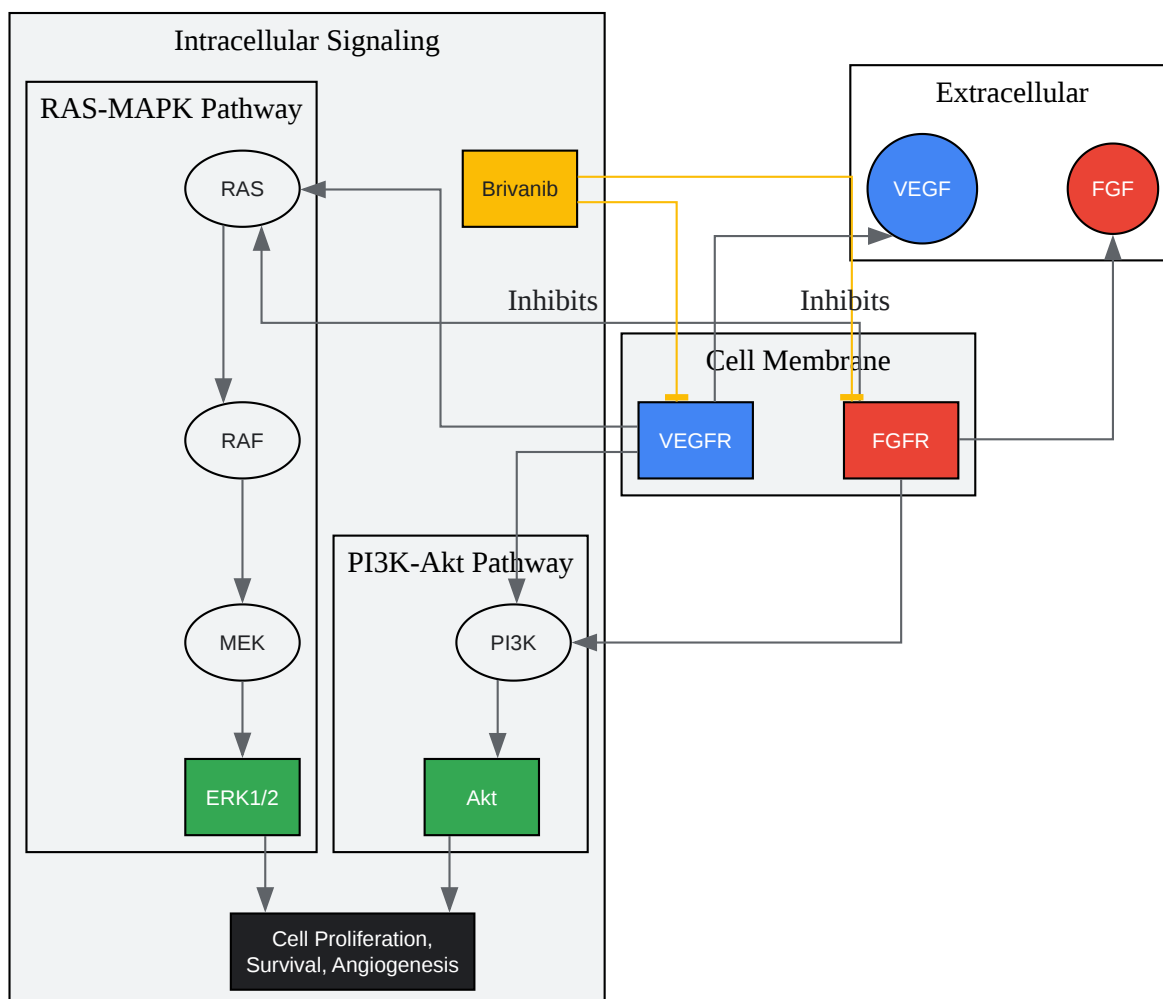 Intracellular Signaling
RAS-MAPK Pathway
RAS
Brivanib
Extracellular
VEGF
FGF
Inhibits
Inhibits
Cell Membrane
RAF
VEGFR
FGFR
PI3K-Akt Pathway
MEK
PI3K
ERK1/2
Akt
Cell Proliferation,
Survival, Angiogenesis